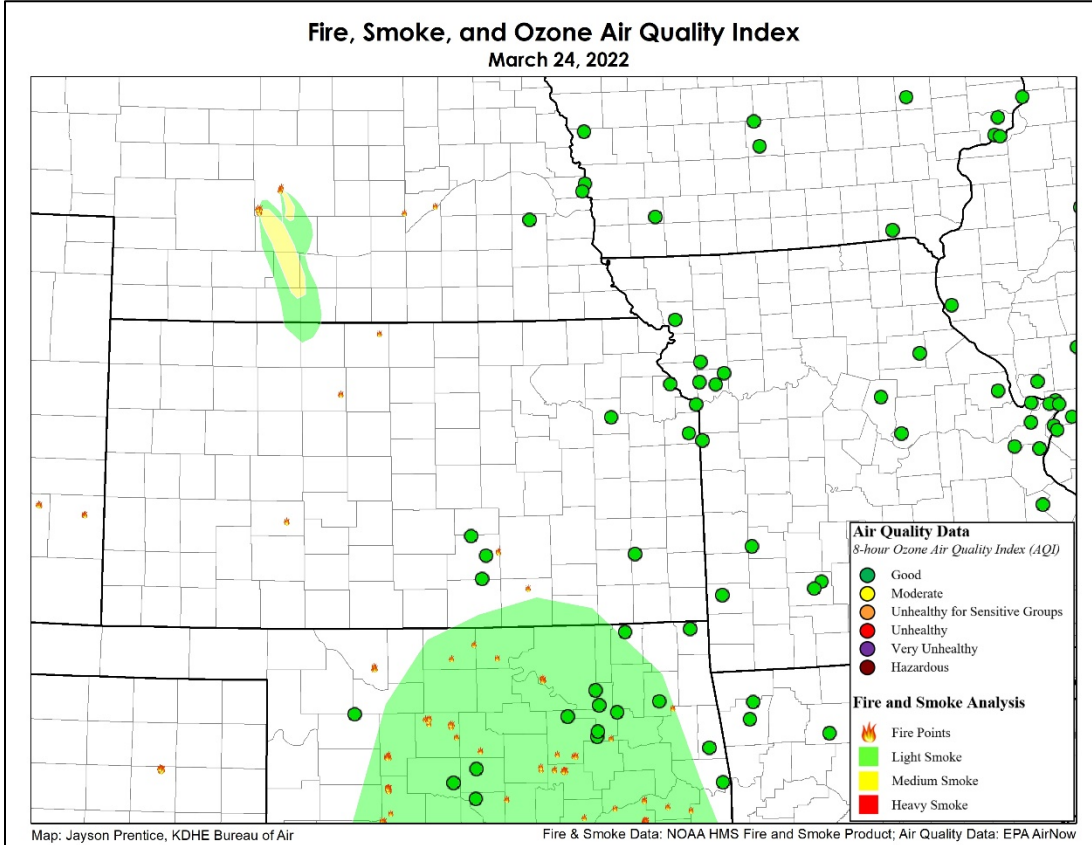 Fire, Smoke, and Ozone Air Quality Index
March 24, 2022
Air Quality Data
8-hour Ozone Air Quality Index (AQI)
Good
Moderate
Unhealthy for Sensitive Groups
Unhealthy
Very Unhealthy
Hazardous
Fire and Smoke Analysis
Fire Points
Light Smoke
Medium Smoke
Heavy Smoke
Map: Jayson Prentice, KDHE Bureau of Air
Fire & Smoke Data: NOAA HMS Fire and Smoke Product; Air Quality Data: EPA AirNow